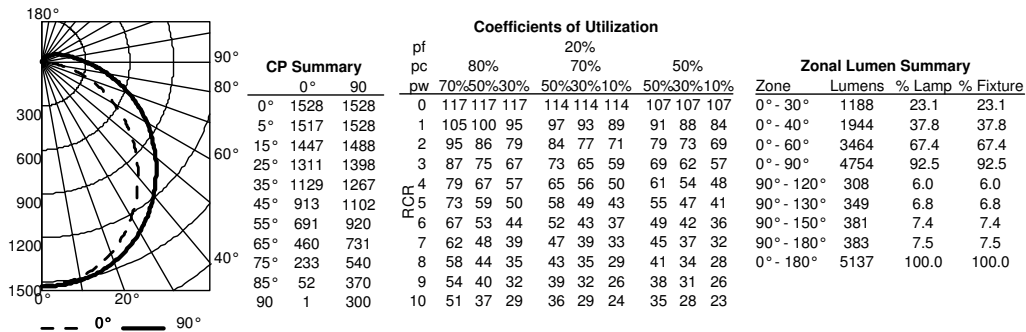 180°
90°
80°
60°
40°
20°
0°
300
600
900
1200
1500
0° 90°
CP Summary
0° 90
0° 1528 1528
5° 1517 1528
15° 1447 1488
25° 1311 1398
35° 1129 1267
45° 913 1102
55° 691 920
65° 460 731
75° 233 540
85° 52 370
90 1 300
Coefficients of Utilization
pf 20%
pc 80% 70% 50%
pw 70%50%30% 50%30%10% 50%30%10%
RCR
0 117 117 117 114 114 114 107 107 107
1 105 100 95 97 93 89 91 88 84
2 95 86 79 84 77 71 79 73 69
3 87 75 67 73 65 59 69 62 57
4 79 67 57 65 56 50 61 54 48
5 73 59 50 58 49 43 55 47 41
6 67 53 44 52 43 37 49 42 36
7 62 48 39 47 39 33 45 37 32
8 58 44 35 43 35 29 41 34 28
9 54 40 32 39 32 26 38 31 26
10 51 37 29 36 29 24 35 28 23
Zonal Lumen Summary
Zone Lumens % Lamp % Fixture
0° - 30° 1188 23.1 23.1
0° - 40° 1944 37.8 37.8
0° - 60° 3464 67.4 67.4
0° - 90° 4754 92.5 92.5
90° - 120° 308 6.0 6.0
90° - 130° 349 6.8 6.8
90° - 150° 381 7.4 7.4
90° - 180° 383 7.5 7.5
0° - 180° 5137 100.0 100.0